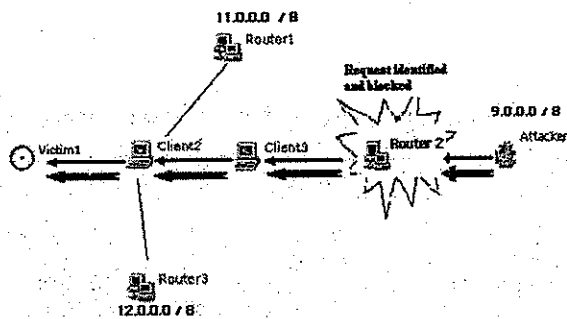 11.0.0.0 / 8
Router1
Request identified
and blocked
9.0.0.0 / 8
Attacker
Victim1
Client2
Client3
Router 2
Router3
12.0.0.0 / 8